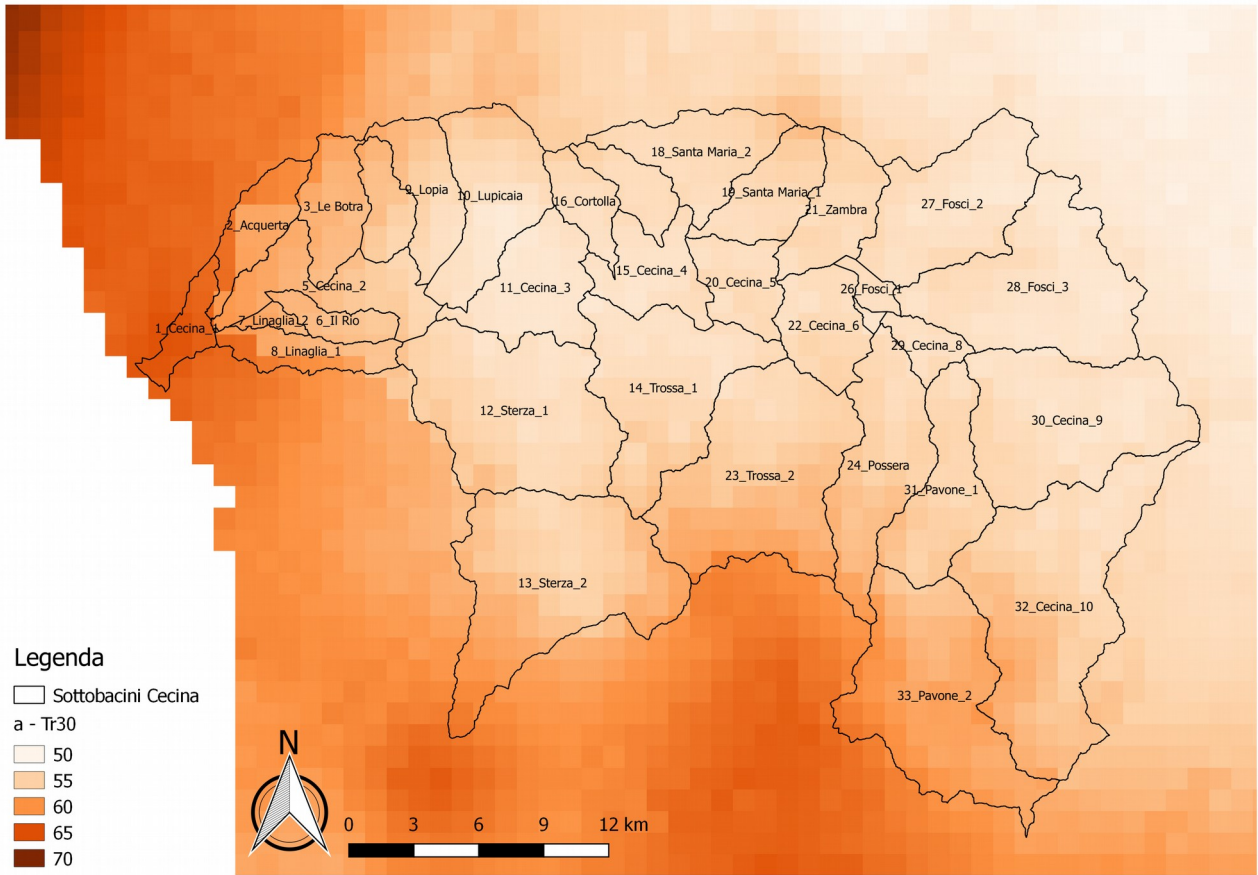 18_Santa Maria_2
9_Lopia
10_Lupicaia
19_Santa Maria_1
3_Le Botra
16_Cortolla
27_Fosci_2
21_Zambra
2_Acquerta
15_Cecina_4
20_Cecina_5
5_Cecina_2
11_Cecina_3
26_Fosci_1
28_Fosci_3
7_Linaglia_2
6_Il Rio
1_Cecina_1
22_Cecina_6
29_Cecina_8
8_Linaglia_1
14_Trossa_1
12_Sterza_1
30_Cecina_9
24_Possera
23_Trossa_2
31_Pavone_1
13_Sterza_2
32_Cecina_10
33_Pavone_2
Legenda
Sottobacini Cecina
a - Tr30
50
55
60
65
70
N
0 3 6 9 12 km